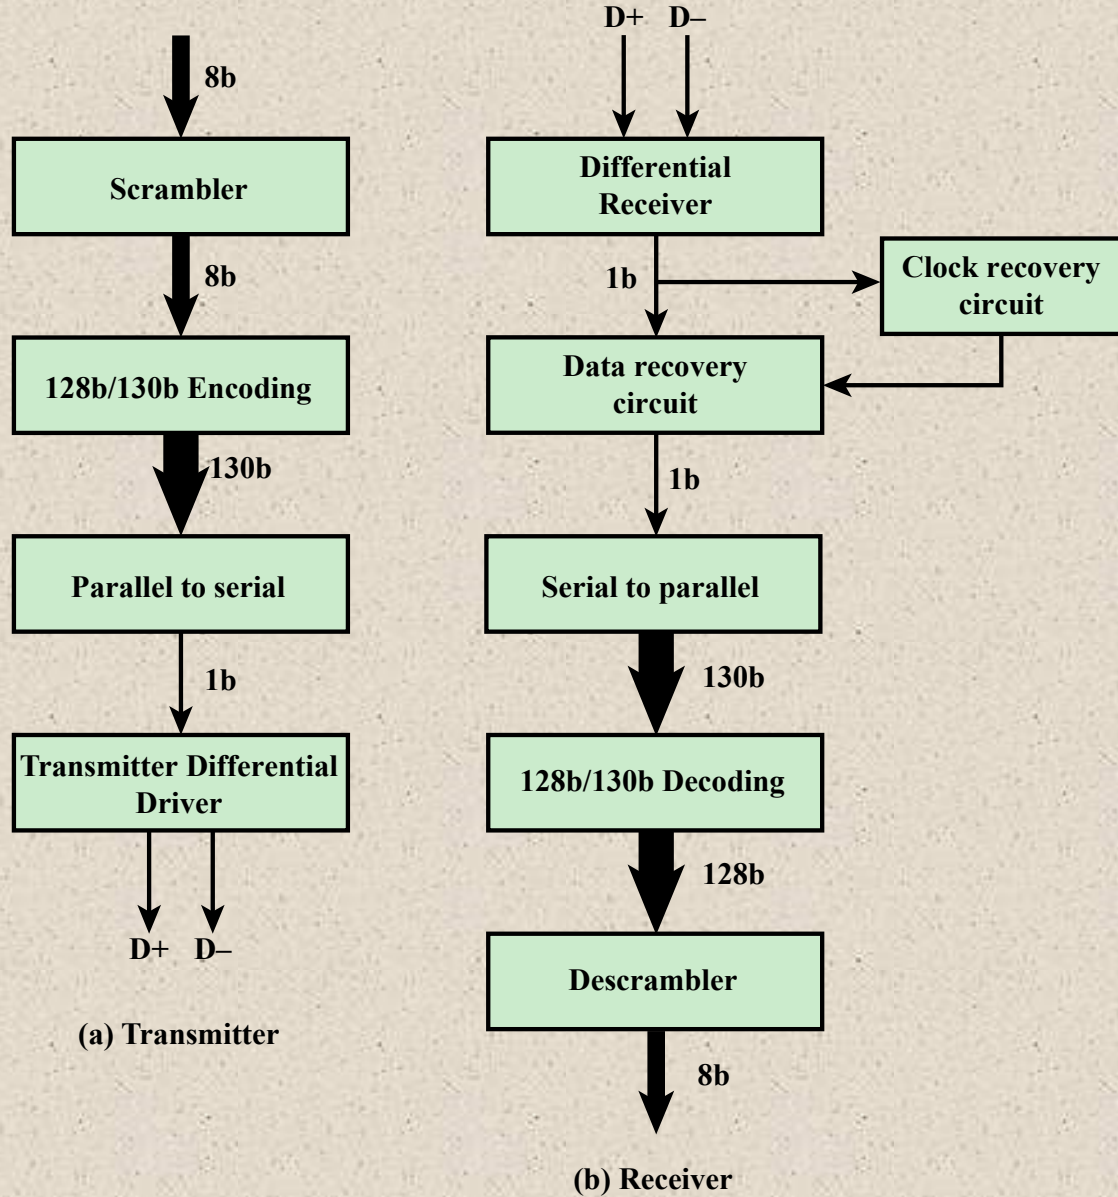 8b
Scrambler
8b
128b/130b Encoding
130b
Parallel to serial
1b
Transmitter Differential
Driver
D+ D–
(a) Transmitter
D+ D–
Differential
Receiver
1b
Clock recovery
circuit
Data recovery
circuit
1b
Serial to parallel
130b
128b/130b Decoding
128b
Descrambler
8b
(b) Receiver